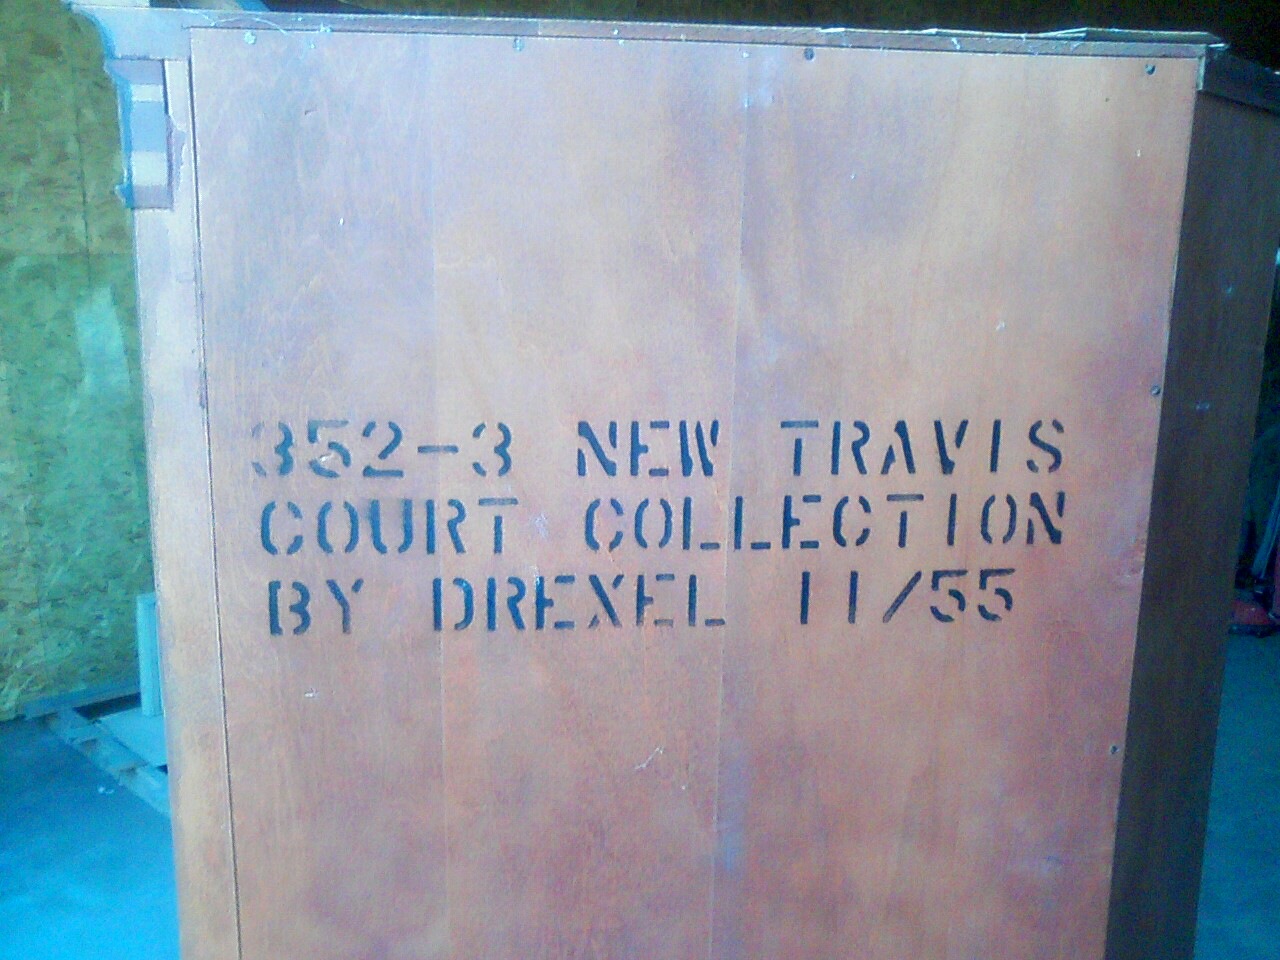 352-3 NEW TRAVIS
COURT COLLECTION
BY DREXEL 11/55